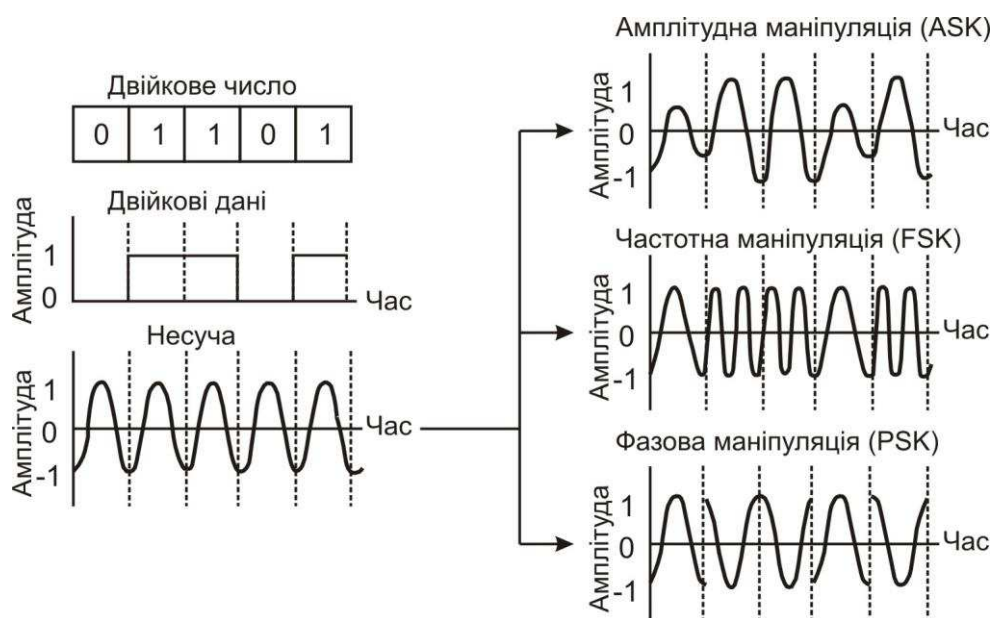 Двійкове число
0 1 1 0 1
Двійкові дані
Амплітуда
1
0
Час
Несуча
Амплітуда
1
0
-1
Час
Амплітудна маніпуляція (ASK)
Амплітуда
1
0
-1
Час
Частотна маніпуляція (FSK)
Амплітуда
1
0
-1
Час
Фазова маніпуляція (PSK)
Амплітуда
1
0
-1
Час